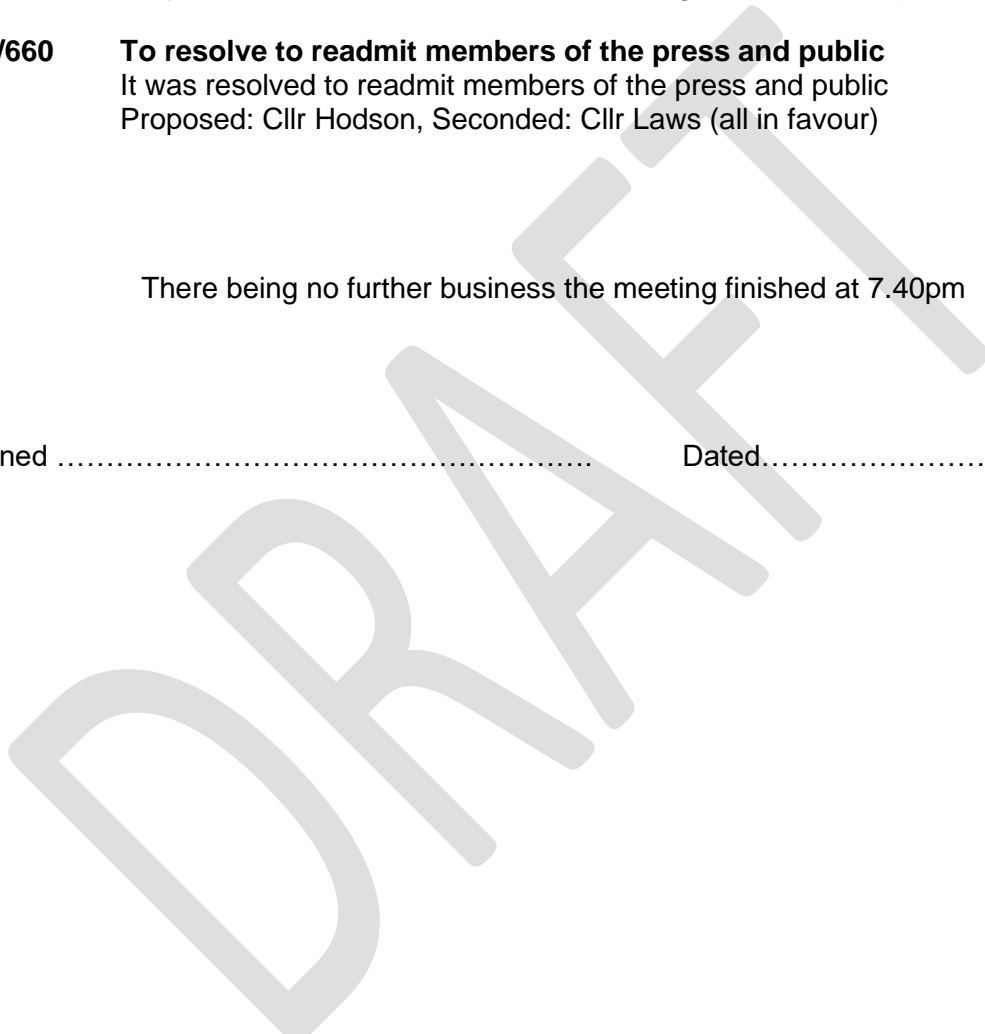 /660 To resolve to readmit members of the press and public
It was resolved to readmit members of the press and public
Proposed: Cllr Hodson, Seconded: Cllr Laws (all in favour)
There being no further business the meeting finished at 7.40pm
ned ………………………………………………. Dated…………………..
DRAFT